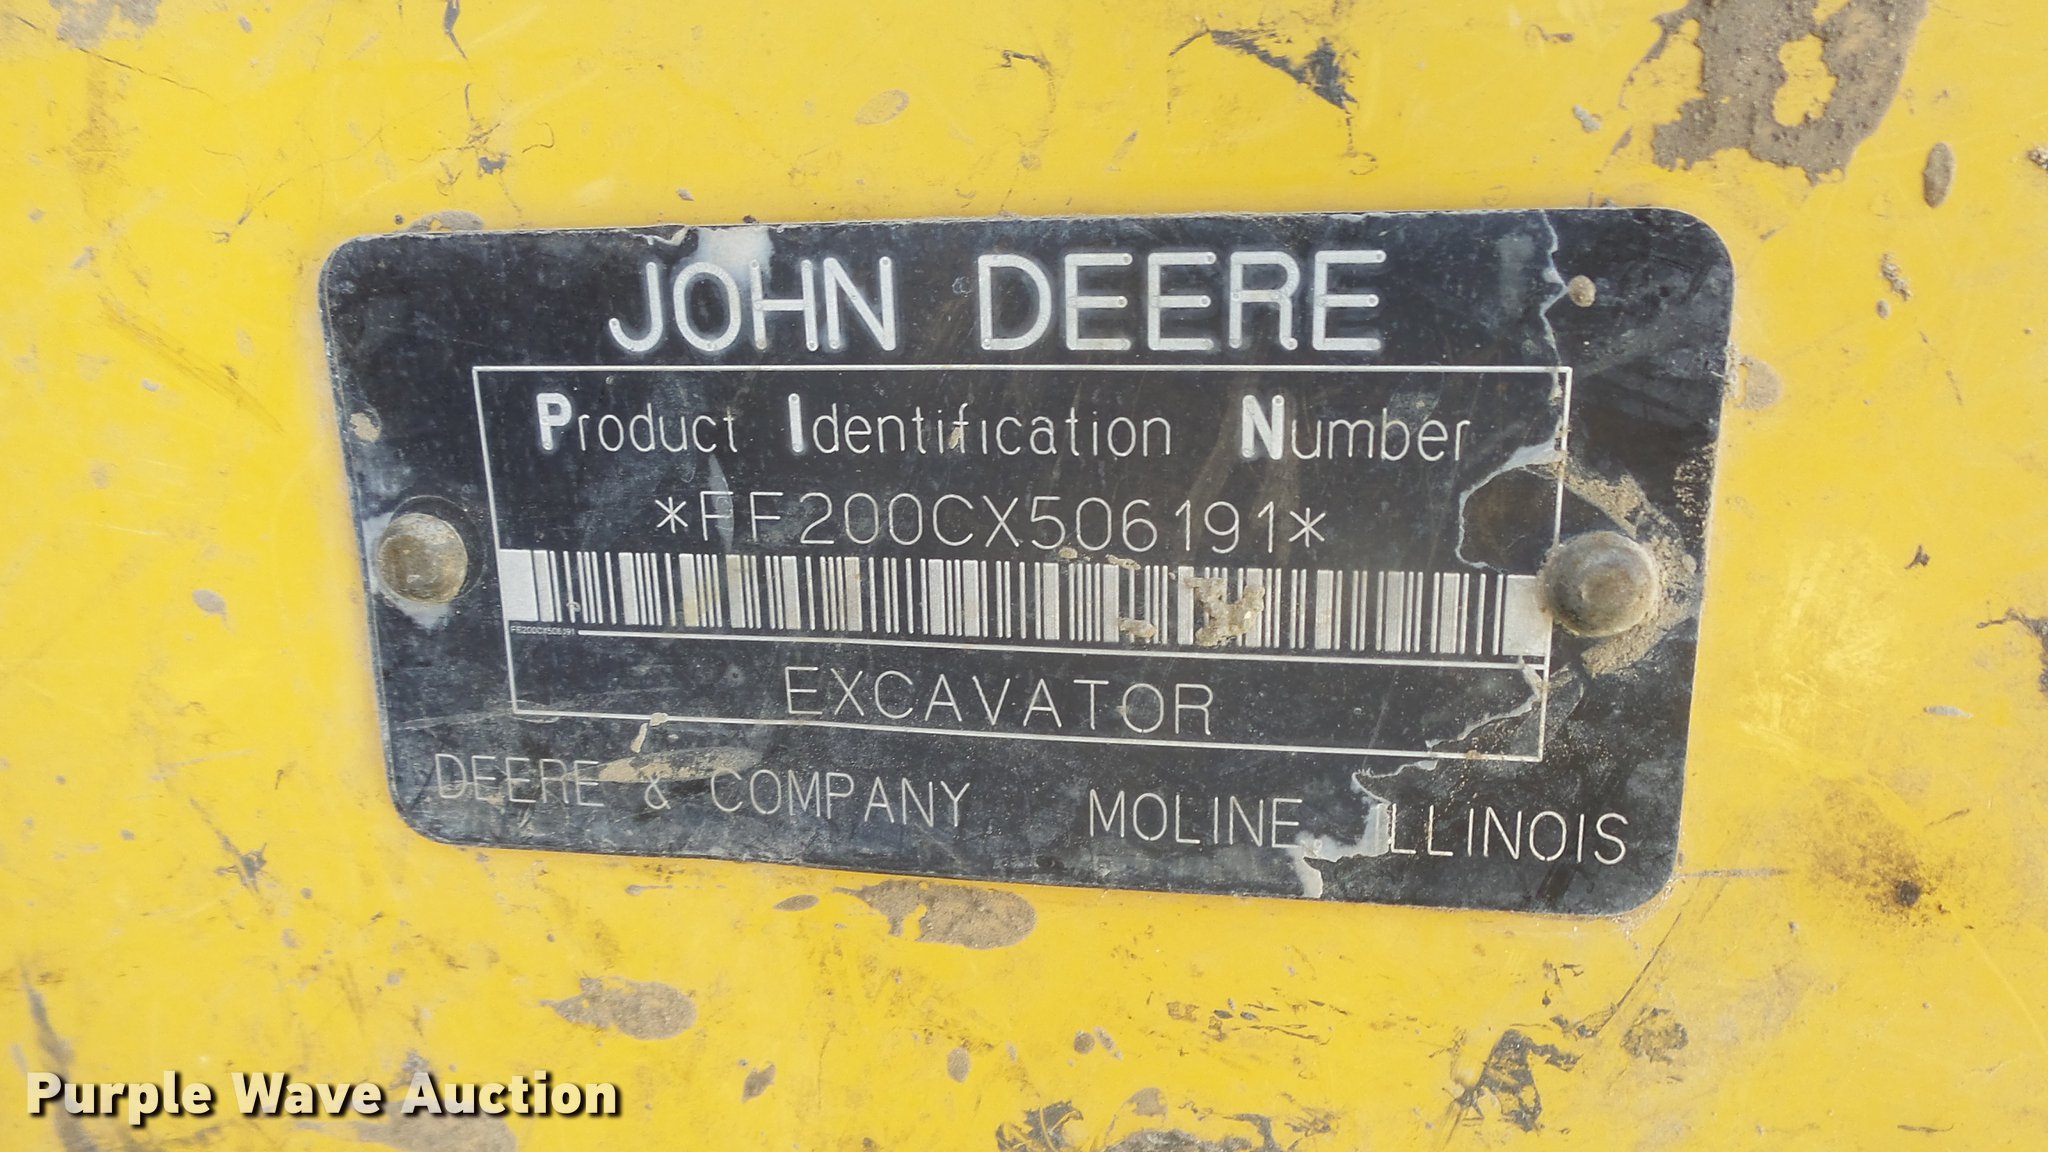 JOHN DEERE
Product Identification Number
*FF200CX506191*
FF200CX506191
EXCAVATOR
DEERE & COMPANY MOLINE, ILLINOIS
Purple Wave Auction